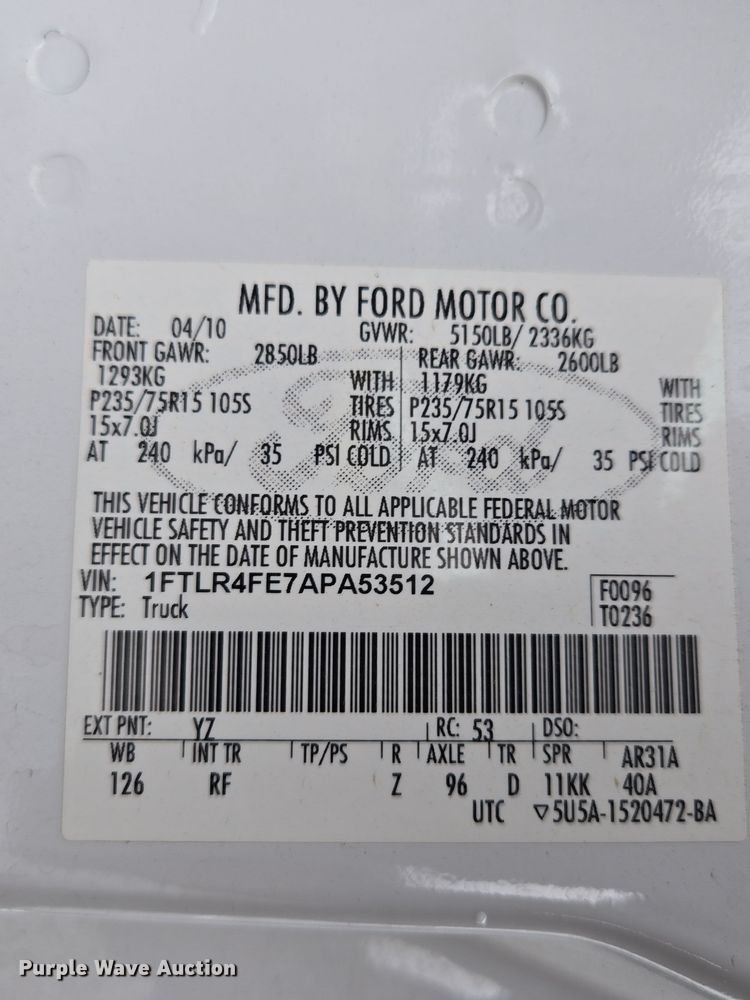 MFD. BY FORD MOTOR CO.
DATE: 04/10 GVWR: 5150LB/ 2336KG
FRONT GAWR: 2850LB REAR GAWR: 2600LB
1293KG WITH 1179KG WITH
P235/75R15 105S TIRES P235/75R15 105S TIRES
15x7.0J RIMS 15x7.0J RIMS
AT 240 kPa/ 35 PSI COLD AT 240 kPa/ 35 PSI COLD
Ford
THIS VEHICLE CONFORMS TO ALL APPLICABLE FEDERAL MOTOR
VEHICLE SAFETY AND THEFT PREVENTION STANDARDS IN
EFFECT ON THE DATE OF MANUFACTURE SHOWN ABOVE.
VIN: 1FTLR4FE7APA53512 F0096
TYPE: Truck T0236
EXT PNT: YZ RC: 53 DSO:
WB INT TR TP/PS R AXLE TR SPR AR31A
126 RF Z 96 D 11KK 40A
UTC ▽5U5A-1520472-BA
Purple Wave Auction